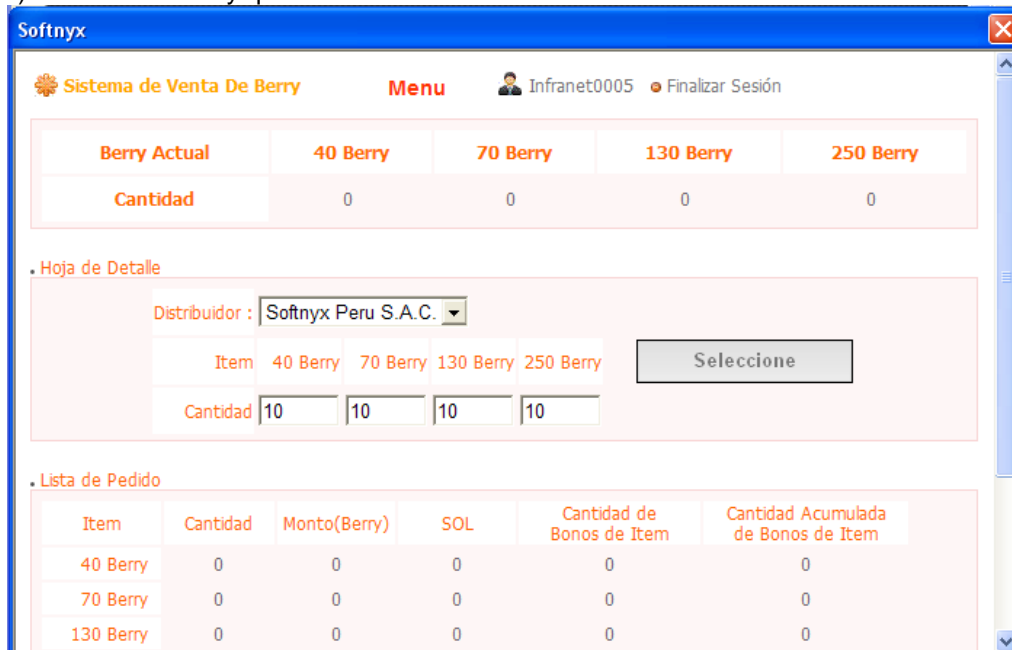 Softnyx
Sistema de Venta De Berry Menu Infranet0005 Finalizar Sesión
Berry Actual 40 Berry 70 Berry 130 Berry 250 Berry
Cantidad 0 0 0 0
Hoja de Detalle
Distribuidor : Softnyx Peru S.A.C.
Item 40 Berry 70 Berry 130 Berry 250 Berry Seleccione
Cantidad 10 10 10 10
Lista de Pedido
Item Cantidad Monto(Berry) SOL Cantidad de Bonos de Item Cantidad Acumulada de Bonos de Item
40 Berry 0 0 0 0 0
70 Berry 0 0 0 0 0
130 Berry 0 0 0 0 0